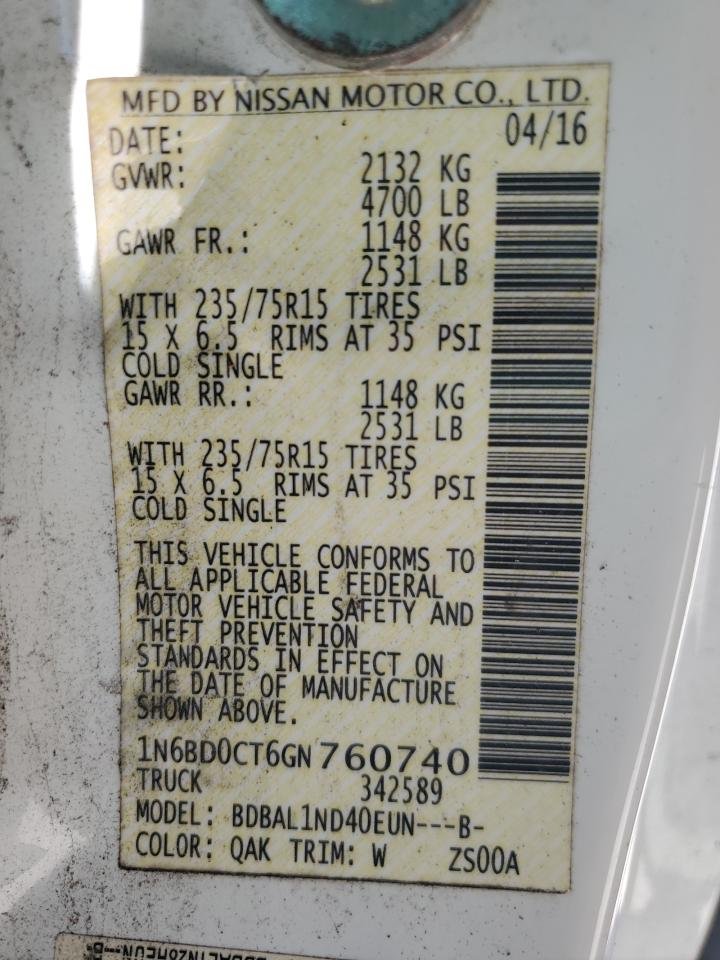 MFD BY NISSAN MOTOR CO., LTD.
DATE: 04/16
GVWR: 2132 KG
4700 LB
GAWR FR.: 1148 KG
2531 LB
WITH 235/75R15 TIRES
15 X 6.5 RIMS AT 35 PSI
COLD SINGLE
GAWR RR.: 1148 KG
2531 LB
WITH 235/75R15 TIRES
15 X 6.5 RIMS AT 35 PSI
COLD SINGLE
THIS VEHICLE CONFORMS TO
ALL APPLICABLE FEDERAL
MOTOR VEHICLE SAFETY AND
THEFT PREVENTION
STANDARDS IN EFFECT ON
THE DATE OF MANUFACTURE
SHOWN ABOVE.
1N6BD0CT6GN760740
TRUCK 342589
MODEL: BDBAL1ND40EUN---B-
COLOR: QAK TRIM: W ZS00A